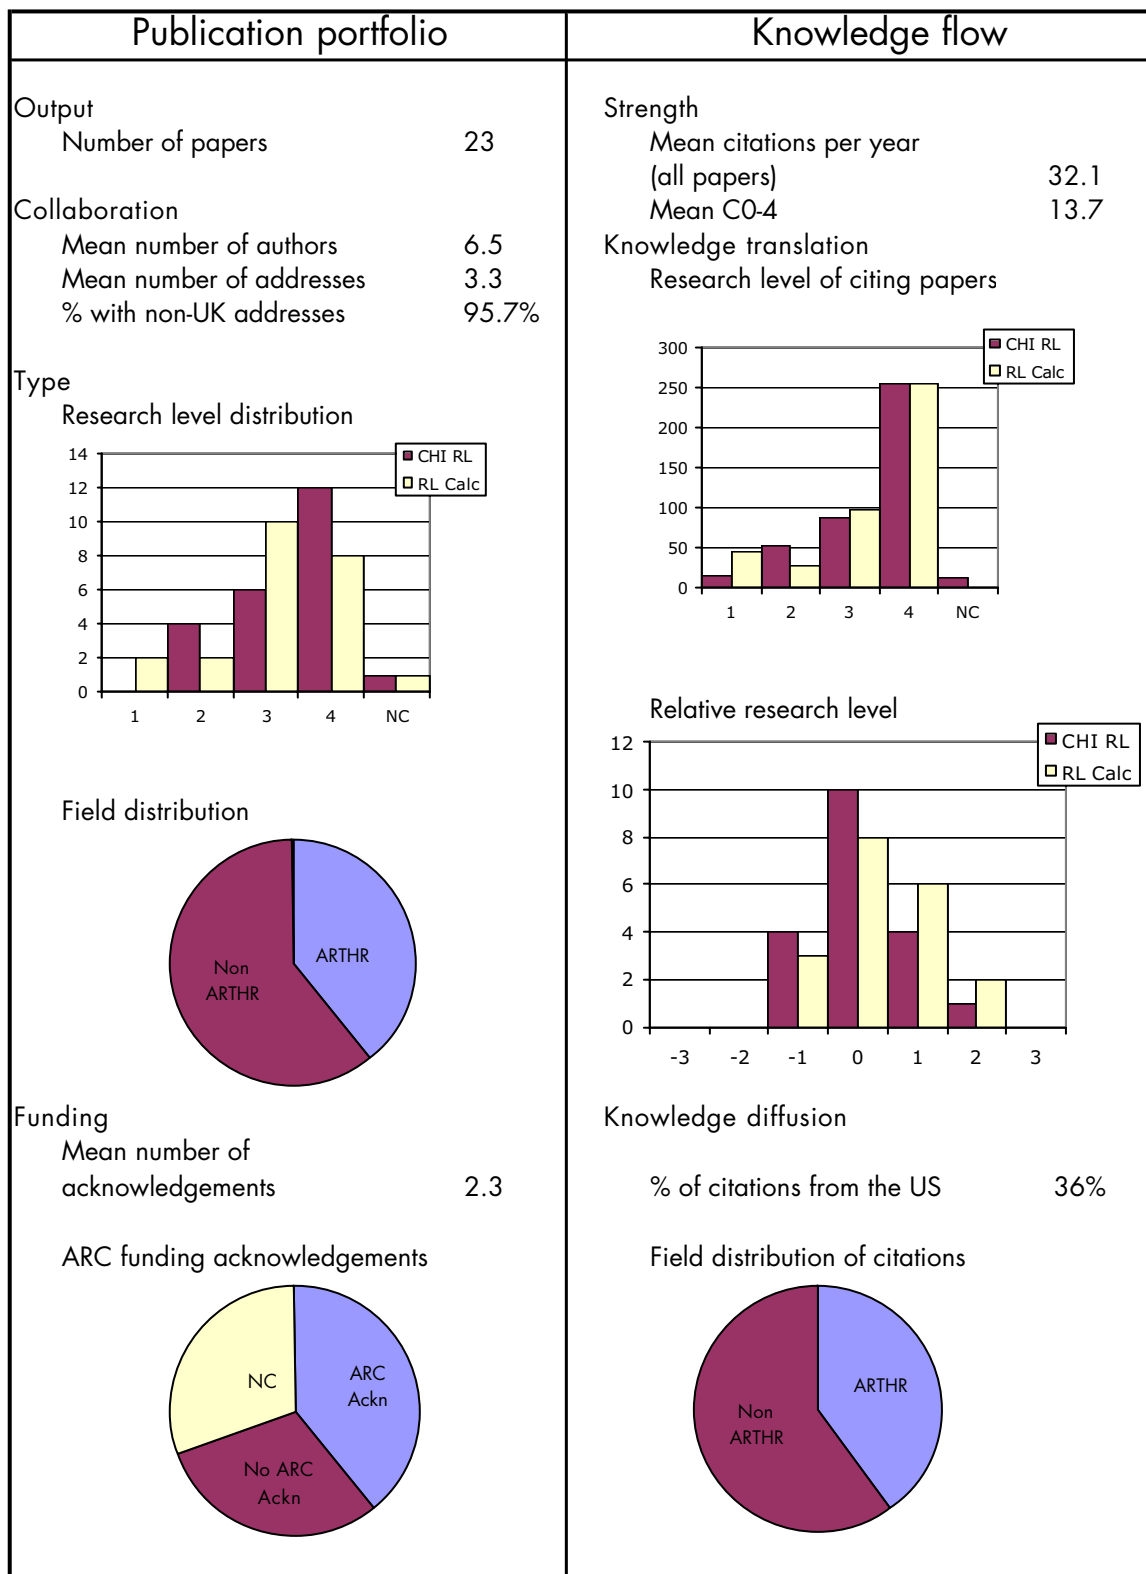 Publication portfolio
Output
Number of papers 23
Collaboration
Mean number of authors 6.5
Mean number of addresses 3.3
% with non-UK addresses 95.7%
Type
Research level distribution
CHI RL
RL Calc
14
12
10
8
6
4
2
0
1 2 3 4 NC
Field distribution
Non
ARTHR
ARTHR
Funding
Mean number of
acknowledgements 2.3
ARC funding acknowledgements
NC
ARC
Ackn
No ARC
Ackn
Knowledge flow
Strength
Mean citations per year
(all papers) 32.1
Mean C0-4 13.7
Knowledge translation
Research level of citing papers
CHI RL
RL Calc
300
250
200
150
100
50
0
1 2 3 4 NC
Relative research level
CHI RL
RL Calc
12
10
8
6
4
2
0
-3 -2 -1 0 1 2 3
Knowledge diffusion
% of citations from the US 36%
Field distribution of citations
ARTHR
Non
ARTHR